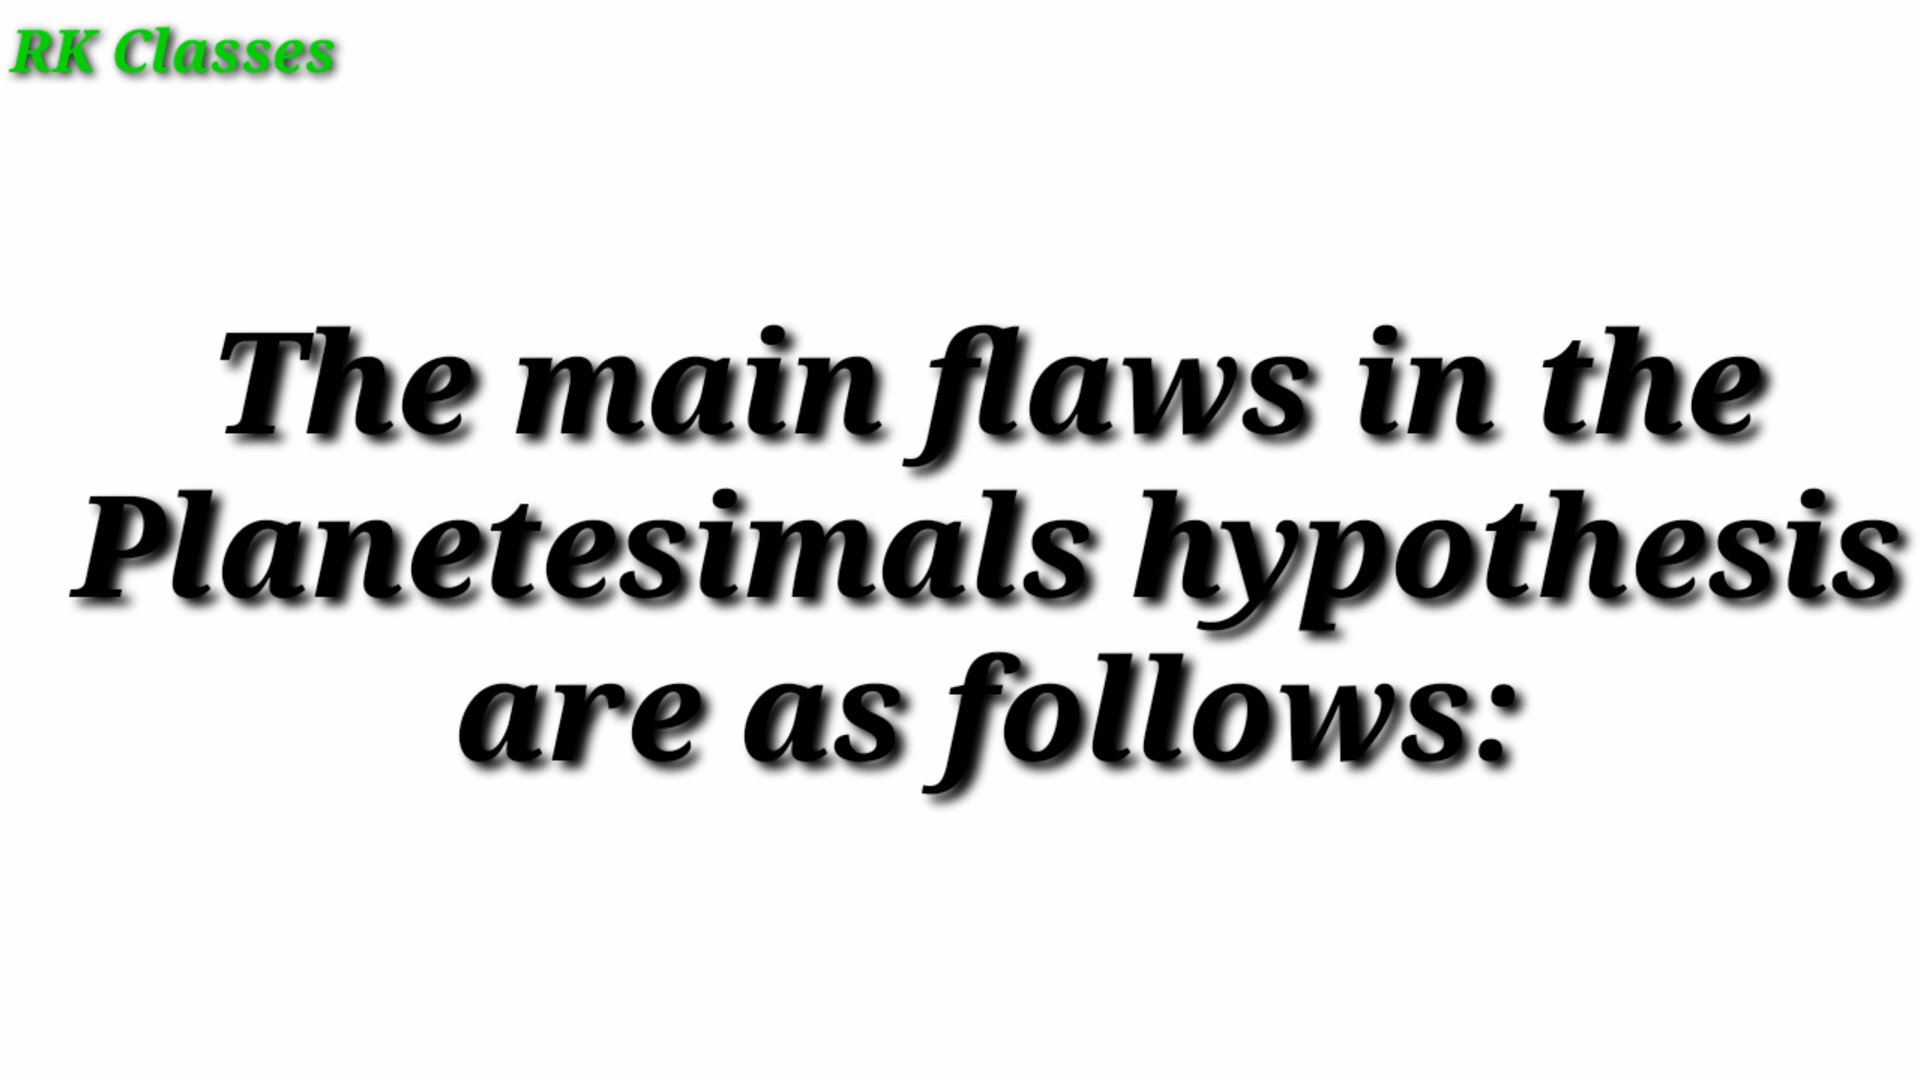 RK Classes
The main flaws in the
Planetesimals hypothesis
are as follows: